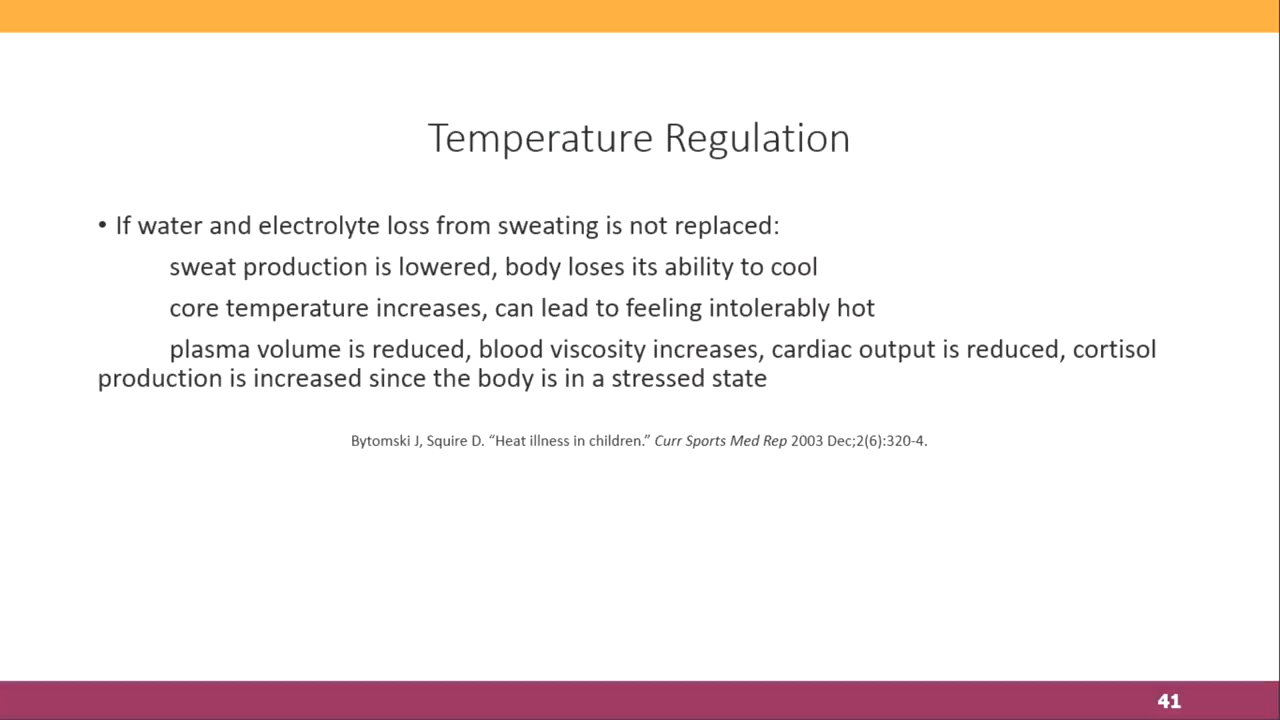 Temperature Regulation
• If water and electrolyte loss from sweating is not replaced:
sweat production is lowered, body loses its ability to cool
core temperature increases, can lead to feeling intolerably hot
plasma volume is reduced, blood viscosity increases, cardiac output is reduced, cortisol
production is increased since the body is in a stressed state
Bytomski J, Squire D. “Heat illness in children.” Curr Sports Med Rep 2003 Dec;2(6):320-4.
41